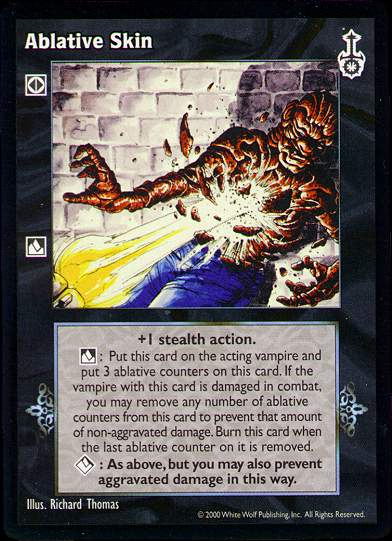 Ablative Skin
+1 stealth action.
: Put this card on the acting vampire and
put 3 ablative counters on this card. If the
vampire with this card is damaged in combat,
you may remove any number of ablative
counters from this card to prevent that amount
of non-aggravated damage. Burn this card when
the last ablative counter on it is removed.
: As above, but you may also prevent
aggravated damage in this way.
Illus. Richard Thomas
© 2000 White Wolf Publishing, Inc. All Rights Reserved.